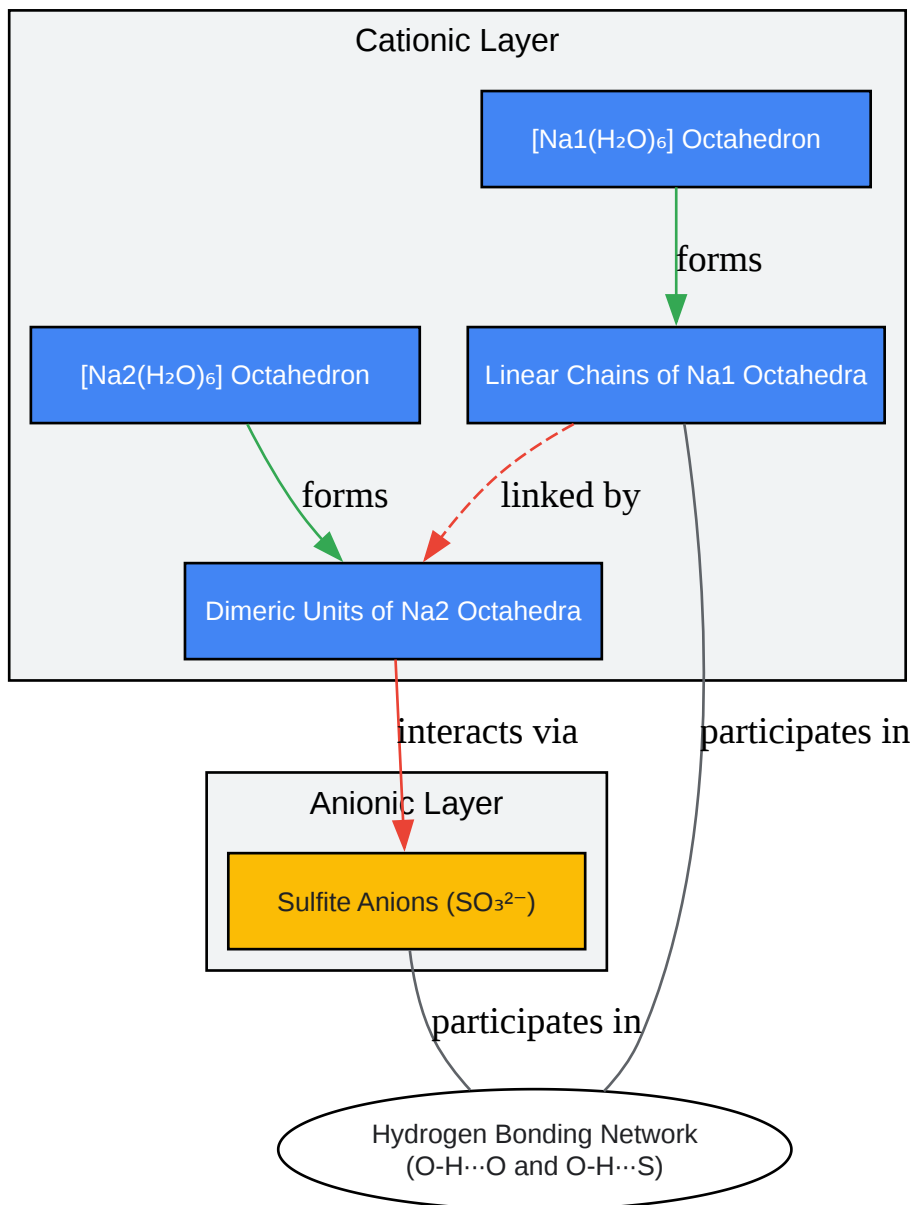 Cationic Layer
[Na1(H₂O)₆] Octahedron
forms
[Na2(H₂O)₆] Octahedron
Linear Chains of Na1 Octahedra
forms
linked by
Dimeric Units of Na2 Octahedra
interacts via
participates in
Anionic Layer
Sulfite Anions (SO₃²⁻)
participates in
Hydrogen Bonding Network
(O-H···O and O-H···S)